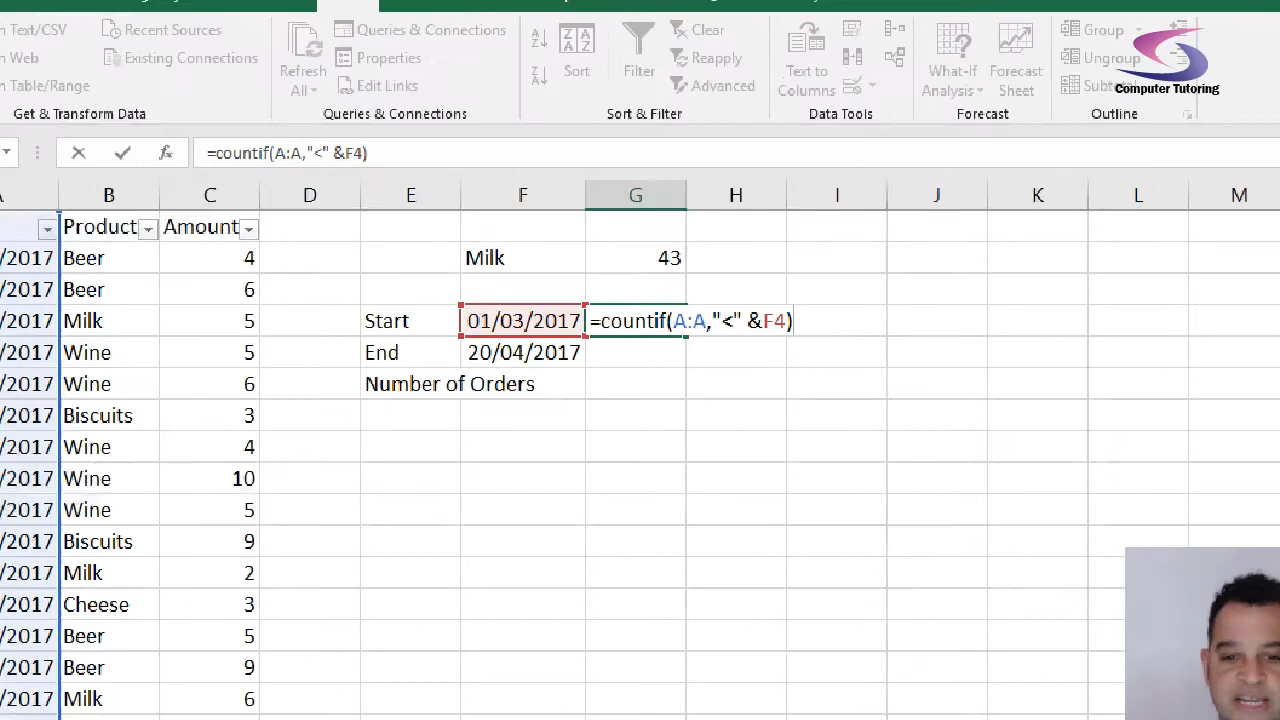 Text/CSV Recent Sources
Web Existing Connections
Table/Range
Get & Transform Data
Refresh
All
Queries & Connections
Properties
Edit Links
Queries & Connections
Sort
Filter
Clear
Reapply
Advanced
Sort & Filter
Text to
Columns
Data Tools
What-If
Analysis
Forecast
Sheet
Forecast
Group
Ungroup
Outline
Computer Tutoring
fx =countif(A:A,"<" &F4)
B C D E F G H I J K L M
Product Amount
/2017 Beer 4 Milk 43
/2017 Beer 6
/2017 Milk 5 Start 01/03/2017 =countif(A:A,"<" &F4)
/2017 Wine 5 End 20/04/2017
/2017 Wine 6 Number of Orders
/2017 Biscuits 3
/2017 Wine 4
/2017 Wine 10
/2017 Wine 5
/2017 Biscuits 9
/2017 Milk 2
/2017 Cheese 3
/2017 Beer 5
/2017 Beer 9
/2017 Milk 6